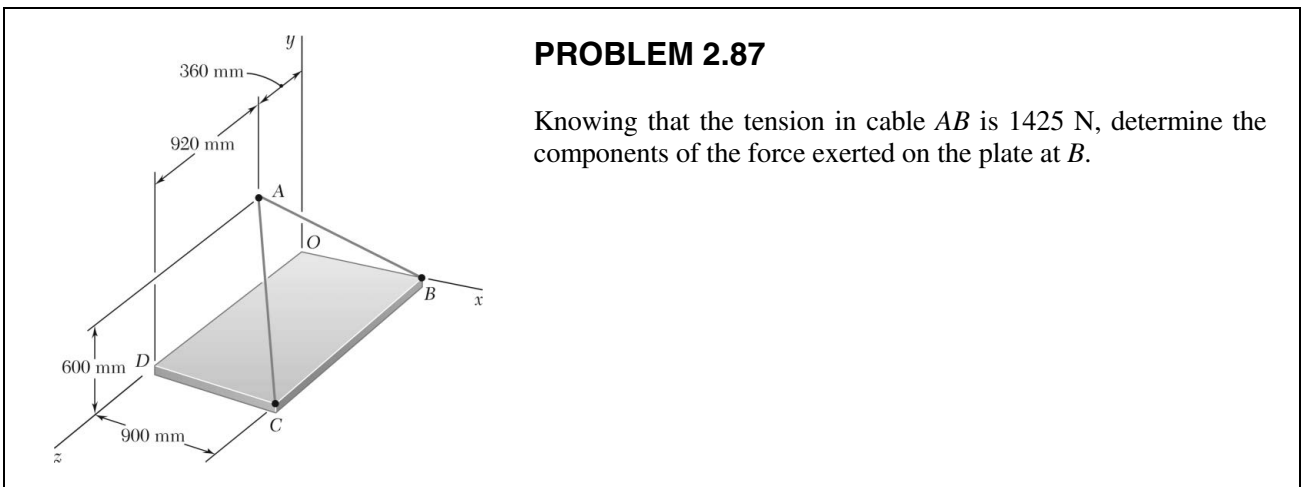 PROBLEM 2.87
Knowing that the tension in cable AB is 1425 N, determine the
components of the force exerted on the plate at B.
y
360 mm
920 mm
A
O
B
x
600 mm
D
900 mm
C
z